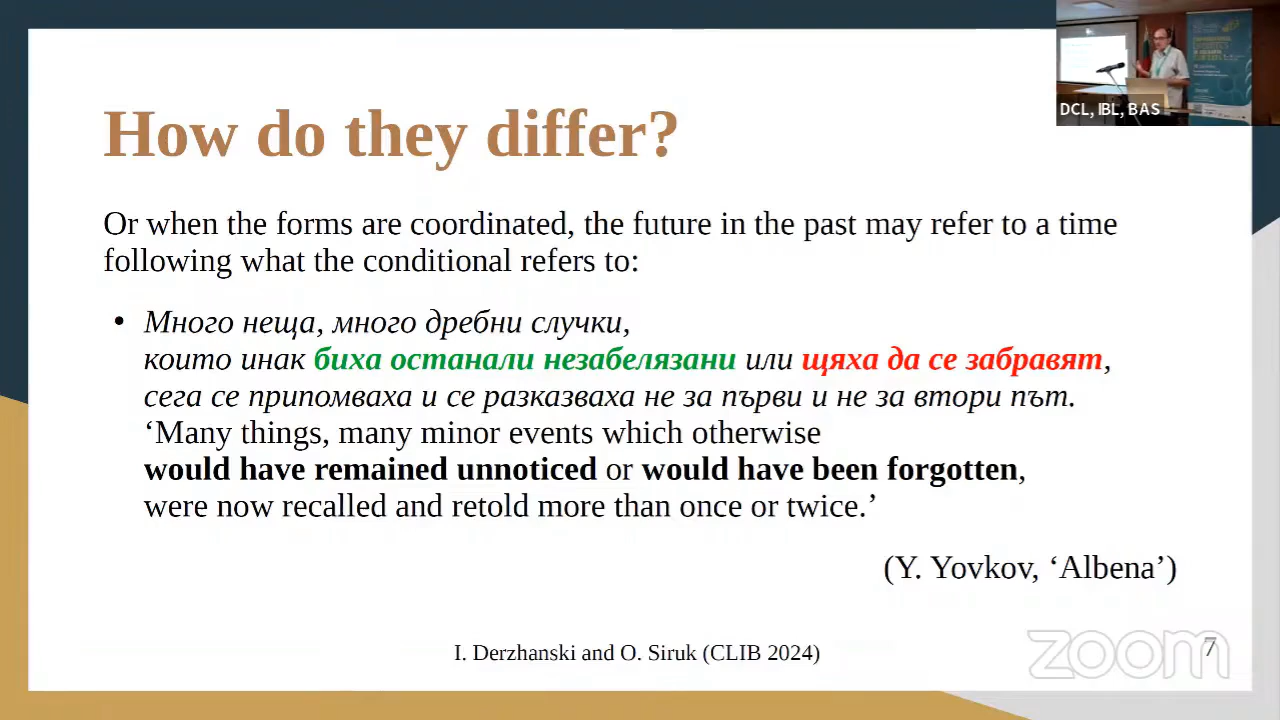 DCL, IBL, BAS
How do they differ?
Or when the forms are coordinated, the future in the past may refer to a time
following what the conditional refers to:
• Много неща, много дребни случки,
които инак биха останали незабелязани или щяха да се забравят,
сега се припомваха и се разказваха не за първи и не за втори път.
‘Many things, many minor events which otherwise
would have remained unnoticed or would have been forgotten,
were now recalled and retold more than once or twice.’
(Y. Yovkov, ‘Albena’)
I. Derzhanski and O. Siruk (CLIB 2024)
zoom
7